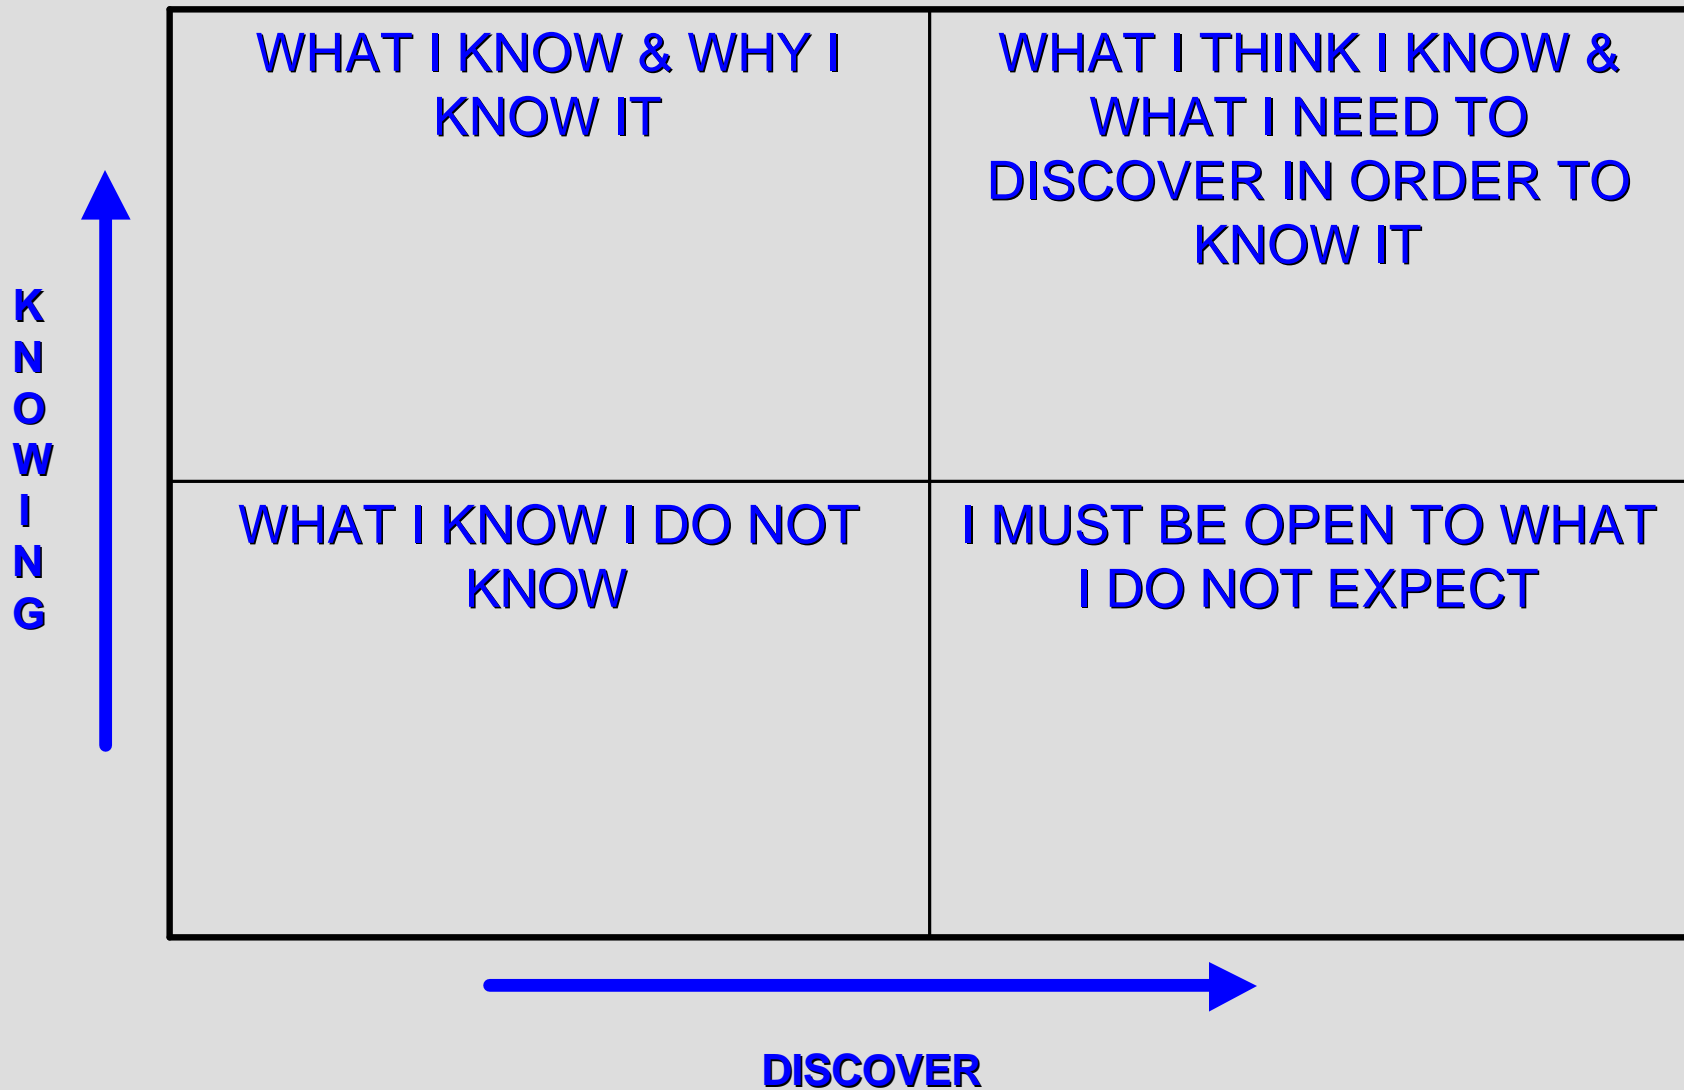 WHAT I KNOW & WHY I
KNOW IT
WHAT I THINK I KNOW &
WHAT I NEED TO
DISCOVER IN ORDER TO
KNOW IT
KNOWING
WHAT I KNOW I DO NOT
KNOW
I MUST BE OPEN TO WHAT
I DO NOT EXPECT
DISCOVER